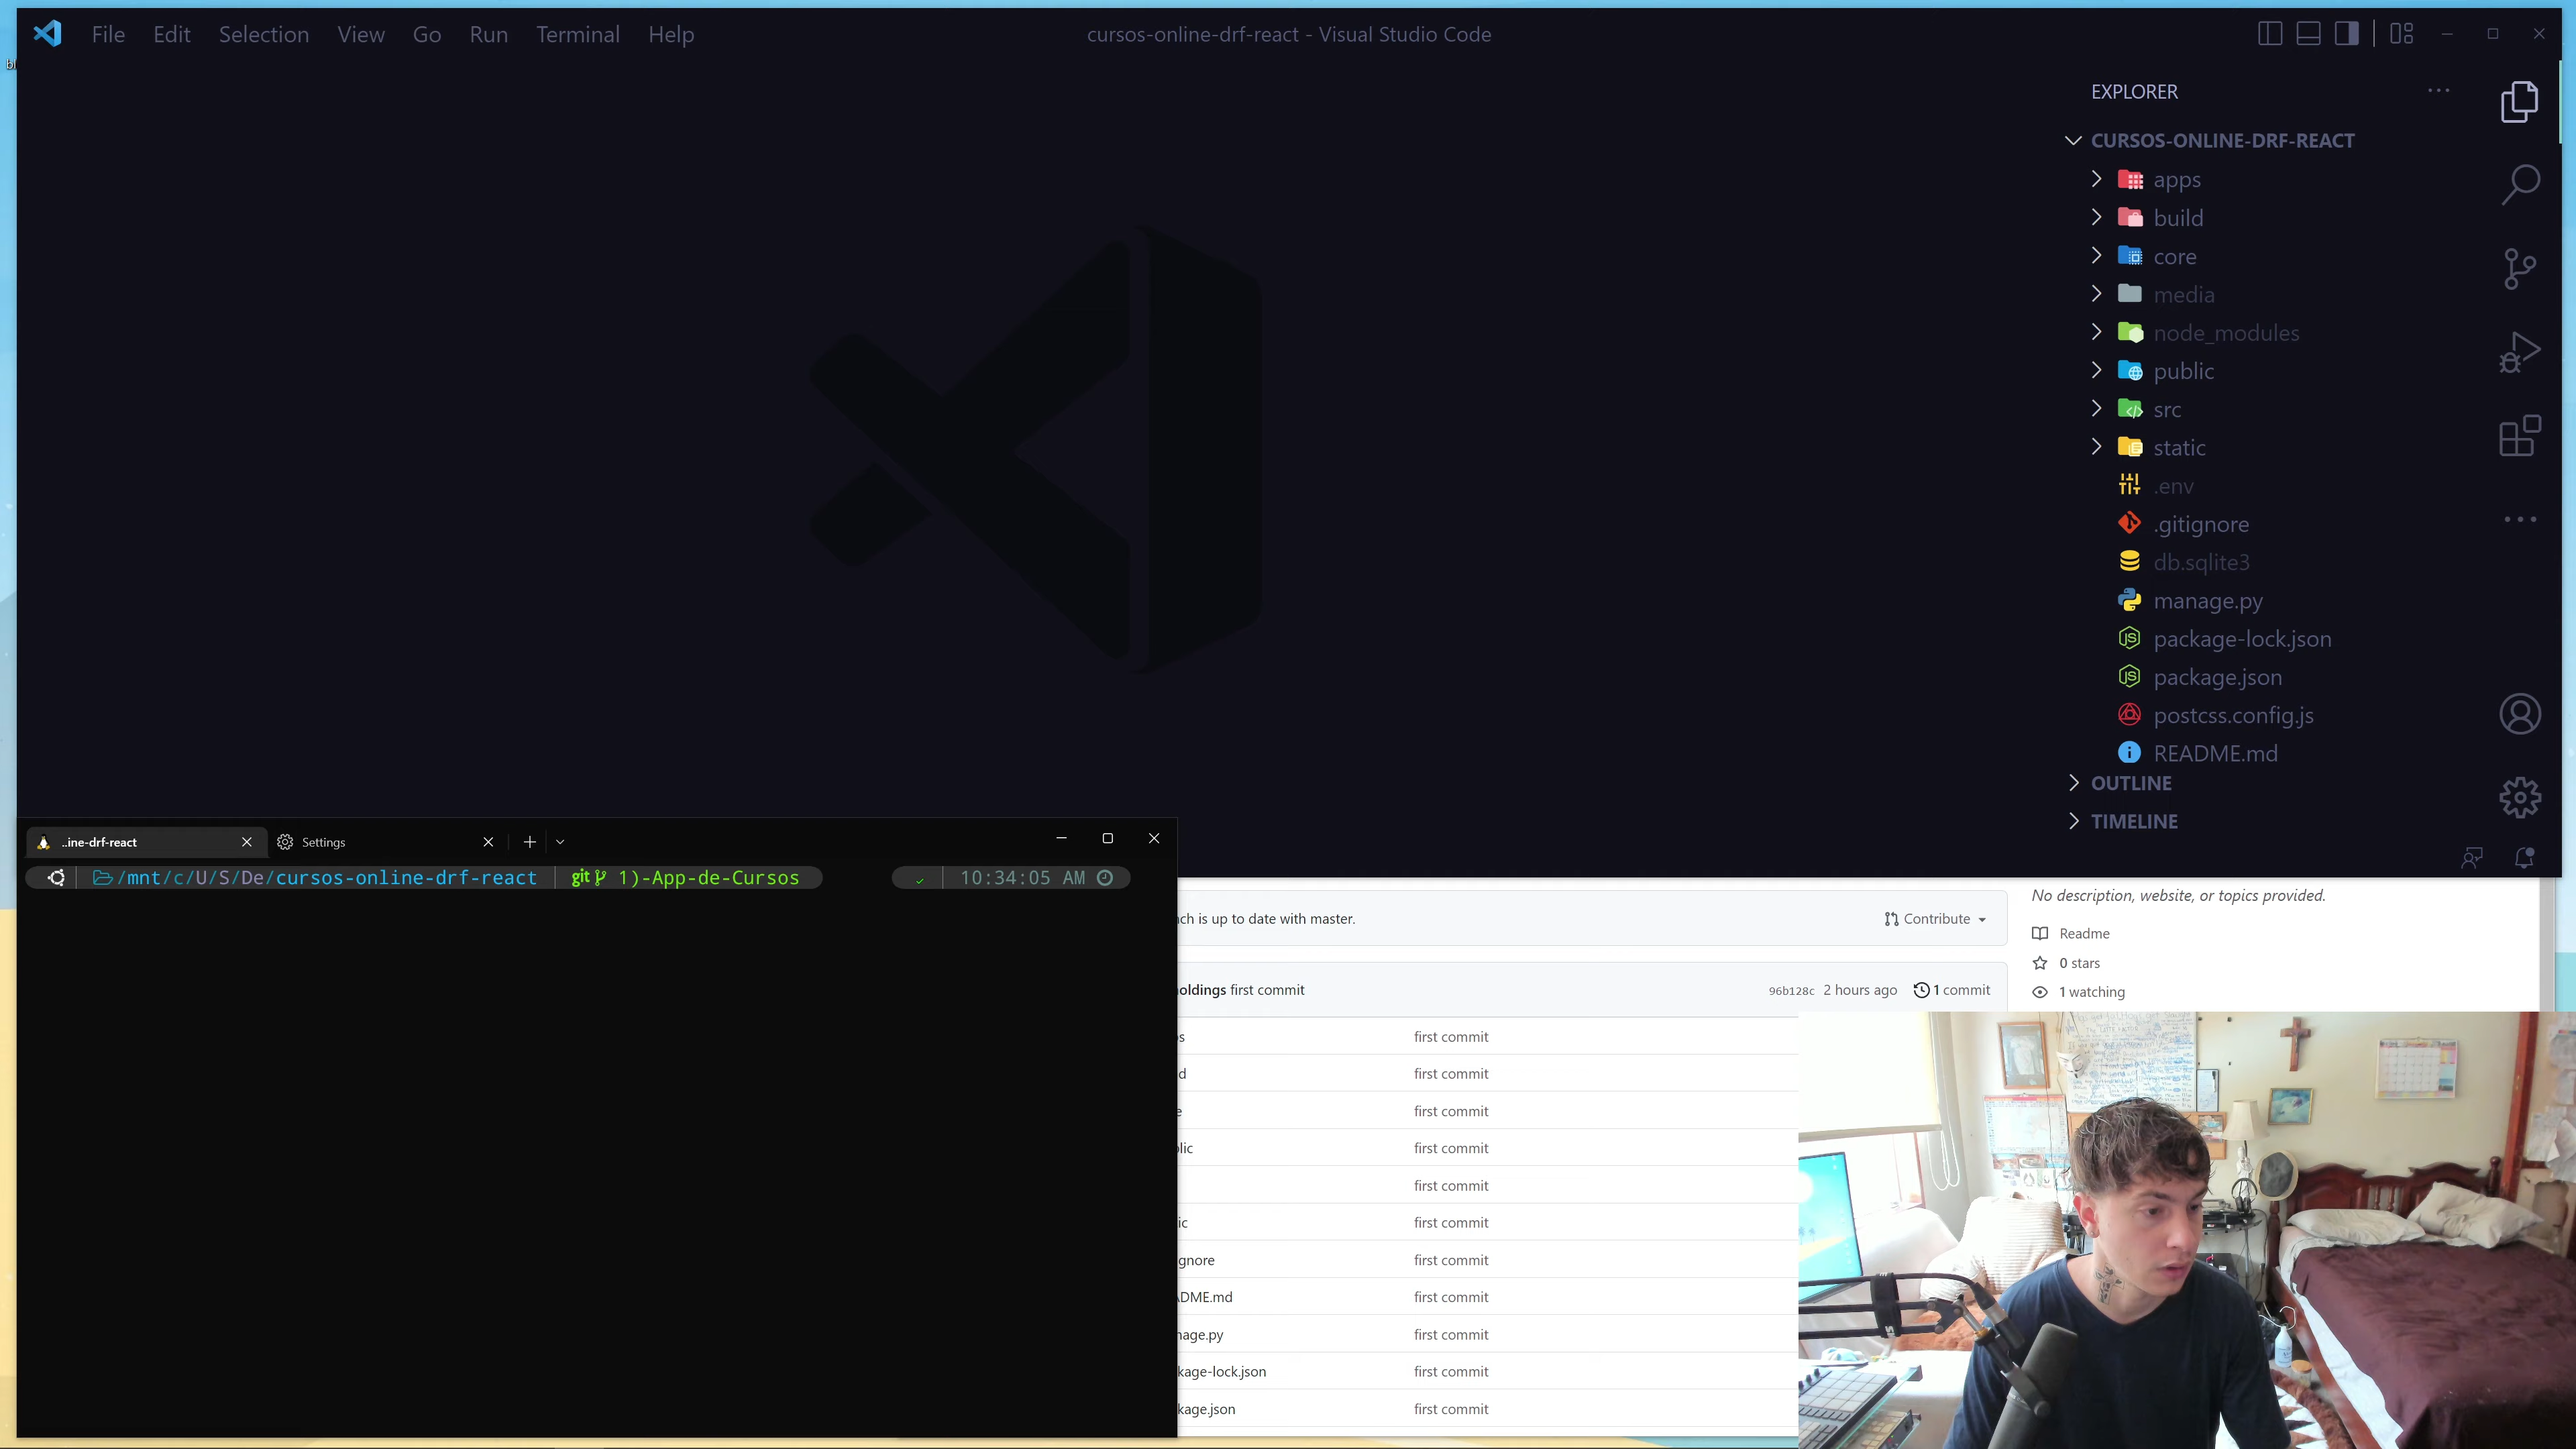 File Edit Selection View Go Run Terminal Help
cursos-online-drf-react - Visual Studio Code
EXPLORER
CURSOS-ONLINE-DRF-REACT
apps
build
core
media
node_modules
public
src
static
.env
.gitignore
db.sqlite3
manage.py
package-lock.json
package.json
postcss.config.js
README.md
OUTLINE
TIMELINE
..ine-drf-react
Settings
/mnt/c/U/S/De/cursos-online-drf-react git 1)-App-de-Cursos
10:34:05 AM
is up to date with master.
Contribute
No description, website, or topics provided.
Readme
0 stars
1 watching
oldings first commit
96b128c 2 hours ago 1 commit
s first commit
d first commit
e first commit
lic first commit
first commit
ic first commit
gnore first commit
DME.md first commit
nage.py first commit
kage-lock.json first commit
kage.json first commit